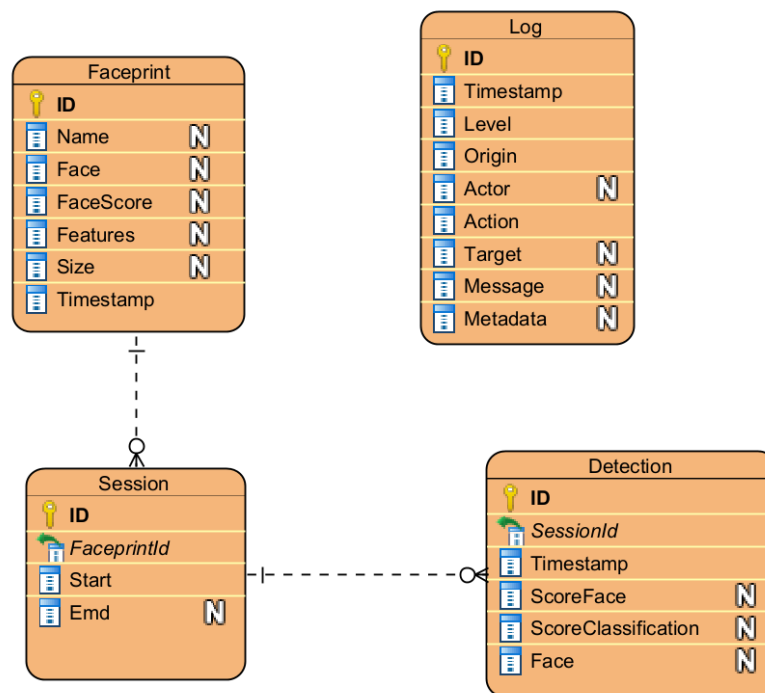 Faceprint
ID
Name N
Face N
FaceScore N
Features N
Size N
Timestamp
Log
ID
Timestamp
Level
Origin
Actor N
Action
Target N
Message N
Metadata N
Session
ID
FaceprintId
Start
Emd N
Detection
ID
SessionId
Timestamp
ScoreFace N
ScoreClassification N
Face N